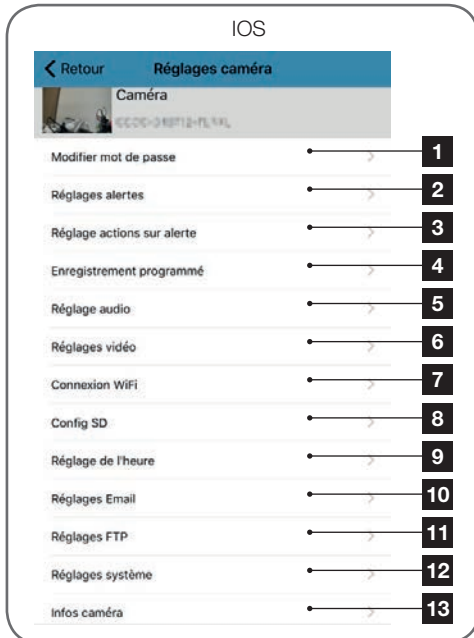 IOS
Retour Réglages caméra
Caméra
Modifier mot de passe 1
Réglages alertes 2
Réglage actions sur alerte 3
Enregistrement programmé 4
Réglage audio 5
Réglages vidéo 6
Connexion WiFi 7
Config SD 8
Réglage de l'heure 9
Réglages Email 10
Réglages FTP 11
Réglages système 12
Infos caméra 13